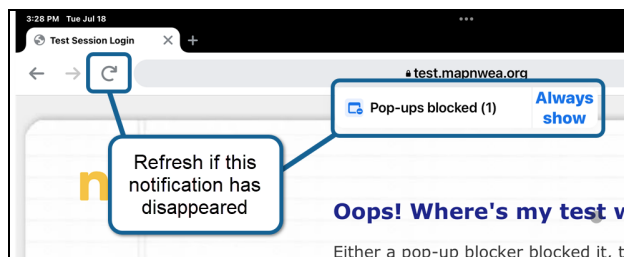 3:28 PM Tue Jul 18
Test Session Login
test.mapnwea.org
Pop-ups blocked (1)
Always
show
Refresh if this
notification has
disappeared
n
Oops! Where's my test w
Either a pop-up blocker blocked it, t